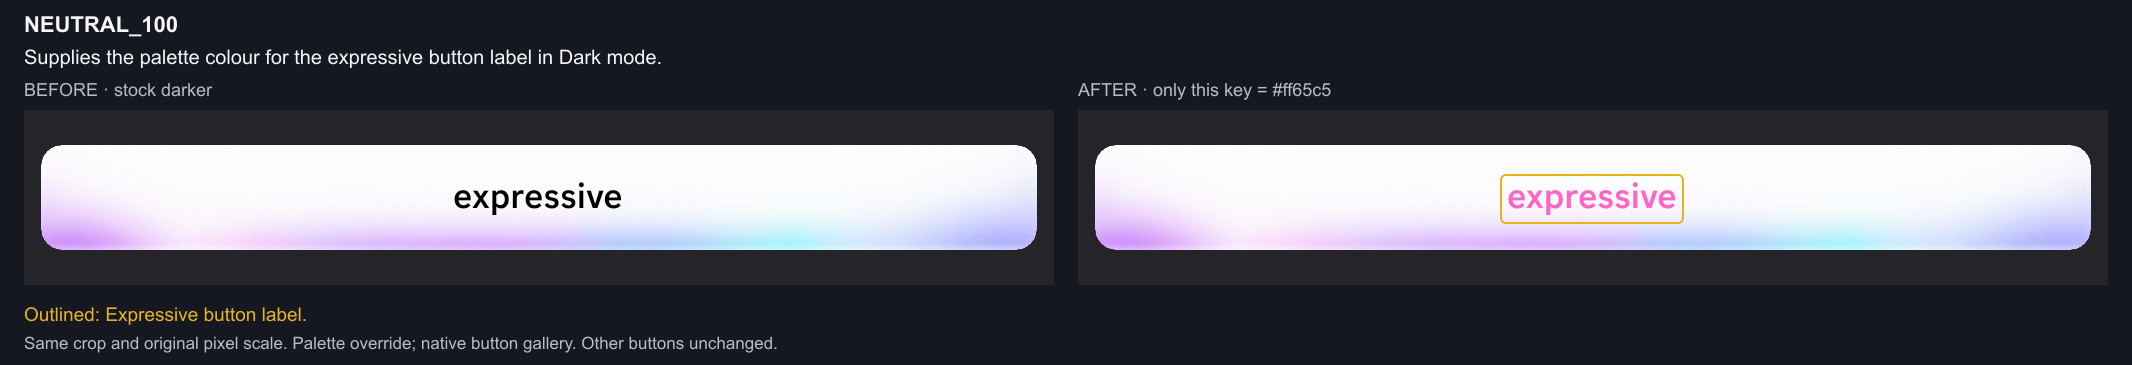 NEUTRAL_100
Supplies the palette colour for the expressive button label in Dark mode.
BEFORE · stock darker
AFTER · only this key = #ff65c5
expressive
expressive
Outlined: Expressive button label.
Same crop and original pixel scale. Palette override; native button gallery. Other buttons unchanged.